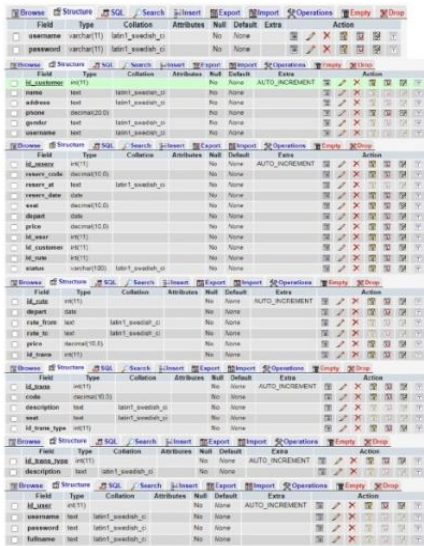 Browse Structure SQL Search Insert Export Import Operations Empty Drop
Field Type Collation Attributes Null Default Extra Action
username varchar(11) latin1_swedish_ci No None
password varchar(11) latin1_swedish_ci No None
Browse Structure SQL Search Insert Export Import Operations Empty Drop
Field Type Collation Attributes Null Default Extra Action
id_customer int(11) No None AUTO_INCREMENT
name text latin1_swedish_ci No None
address text latin1_swedish_ci No None
phone decimal(20,0) No None
gender text latin1_swedish_ci No None
username text latin1_swedish_ci No None
Browse Structure SQL Search Insert Export Import Operations Empty Drop
Field Type Collation Attributes Null Default Extra Action
id_reserv int(11) No None AUTO_INCREMENT
reserv_code decimal(10,0) No None
reserv_at text latin1_swedish_ci No None
reserv_date date No None
seat decimal(10,0) No None
depart date No None
price decimal(10,0) No None
id_user int(11) No None
id_customer int(11) No None
id_rute int(11) No None
status varchar(100) latin1_swedish_ci No None
Browse Structure SQL Search Insert Export Import Operations Empty Drop
Field Type Collation Attributes Null Default Extra Action
id_rute int(11) No None AUTO_INCREMENT
depart date No None
rute_from text latin1_swedish_ci No None
rute_to text latin1_swedish_ci No None
price decimal(10,0) No None
id_trans int(11) No None
Browse Structure SQL Search Insert Export Import Operations Empty Drop
Field Type Collation Attributes Null Default Extra Action
id_trans int(11) No None AUTO_INCREMENT
code decimal(10,0) No None
description text latin1_swedish_ci No None
seat text latin1_swedish_ci No None
id_trans_type int(11) No None
Browse Structure SQL Search Insert Export Import Operations Empty Drop
Field Type Collation Attributes Null Default Extra Action
id_trans_type int(11) No None AUTO_INCREMENT
description text latin1_swedish_ci No None
Browse Structure SQL Search Insert Export Import Operations Empty Drop
Field Type Collation Attributes Null Default Extra Action
id_user int(11) No None AUTO_INCREMENT
username text latin1_swedish_ci No None
password text latin1_swedish_ci No None
fullname text latin1_swedish_ci No None